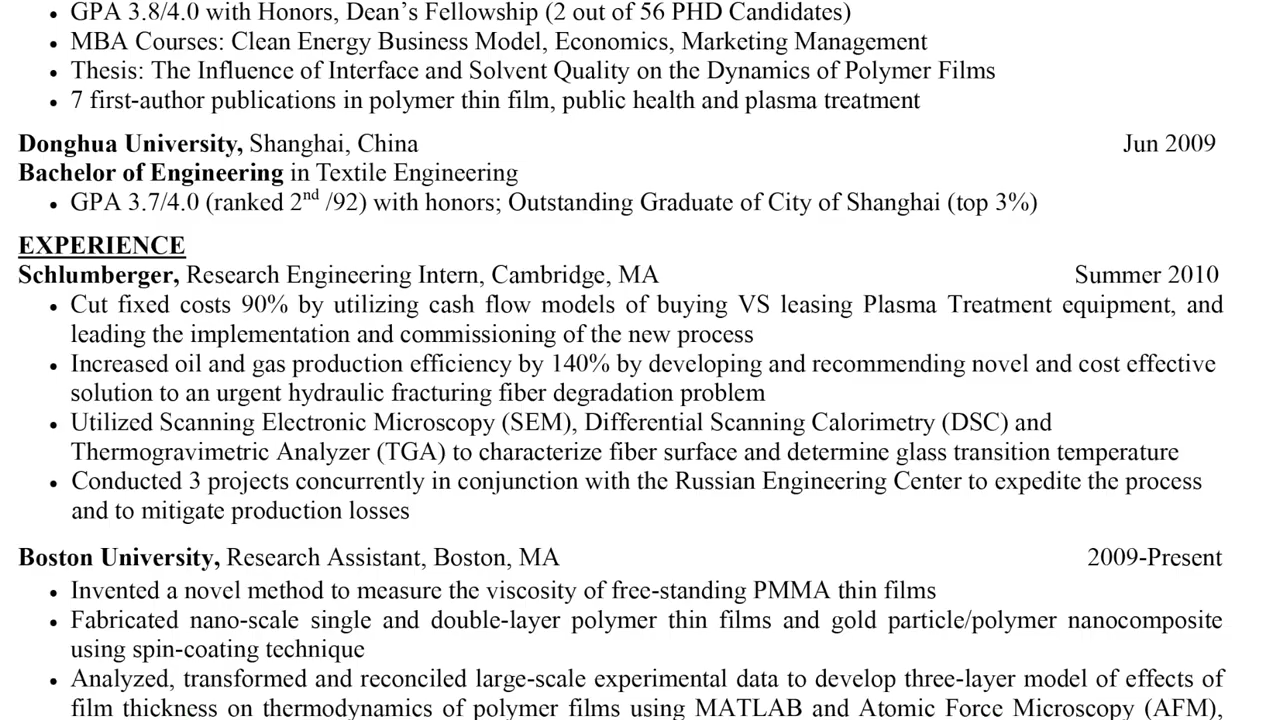 • GPA 3.8/4.0 with Honors, Dean’s Fellowship (2 out of 56 PHD Candidates)
• MBA Courses: Clean Energy Business Model, Economics, Marketing Management
• Thesis: The Influence of Interface and Solvent Quality on the Dynamics of Polymer Films
• 7 first-author publications in polymer thin film, public health and plasma treatment
Donghua University, Shanghai, China Jun 2009
Bachelor of Engineering in Textile Engineering
• GPA 3.7/4.0 (ranked 2nd /92) with honors; Outstanding Graduate of City of Shanghai (top 3%)
EXPERIENCE
Schlumberger, Research Engineering Intern, Cambridge, MA Summer 2010
• Cut fixed costs 90% by utilizing cash flow models of buying VS leasing Plasma Treatment equipment, and
leading the implementation and commissioning of the new process
• Increased oil and gas production efficiency by 140% by developing and recommending novel and cost effective
solution to an urgent hydraulic fracturing fiber degradation problem
• Utilized Scanning Electronic Microscopy (SEM), Differential Scanning Calorimetry (DSC) and
Thermogravimetric Analyzer (TGA) to characterize fiber surface and determine glass transition temperature
• Conducted 3 projects concurrently in conjunction with the Russian Engineering Center to expedite the process
and to mitigate production losses
Boston University, Research Assistant, Boston, MA 2009-Present
• Invented a novel method to measure the viscosity of free-standing PMMA thin films
• Fabricated nano-scale single and double-layer polymer thin films and gold particle/polymer nanocomposite
using spin-coating technique
• Analyzed, transformed and reconciled large-scale experimental data to develop three-layer model of effects of
film thickness on thermodynamics of polymer films using MATLAB and Atomic Force Microscopy (AFM),